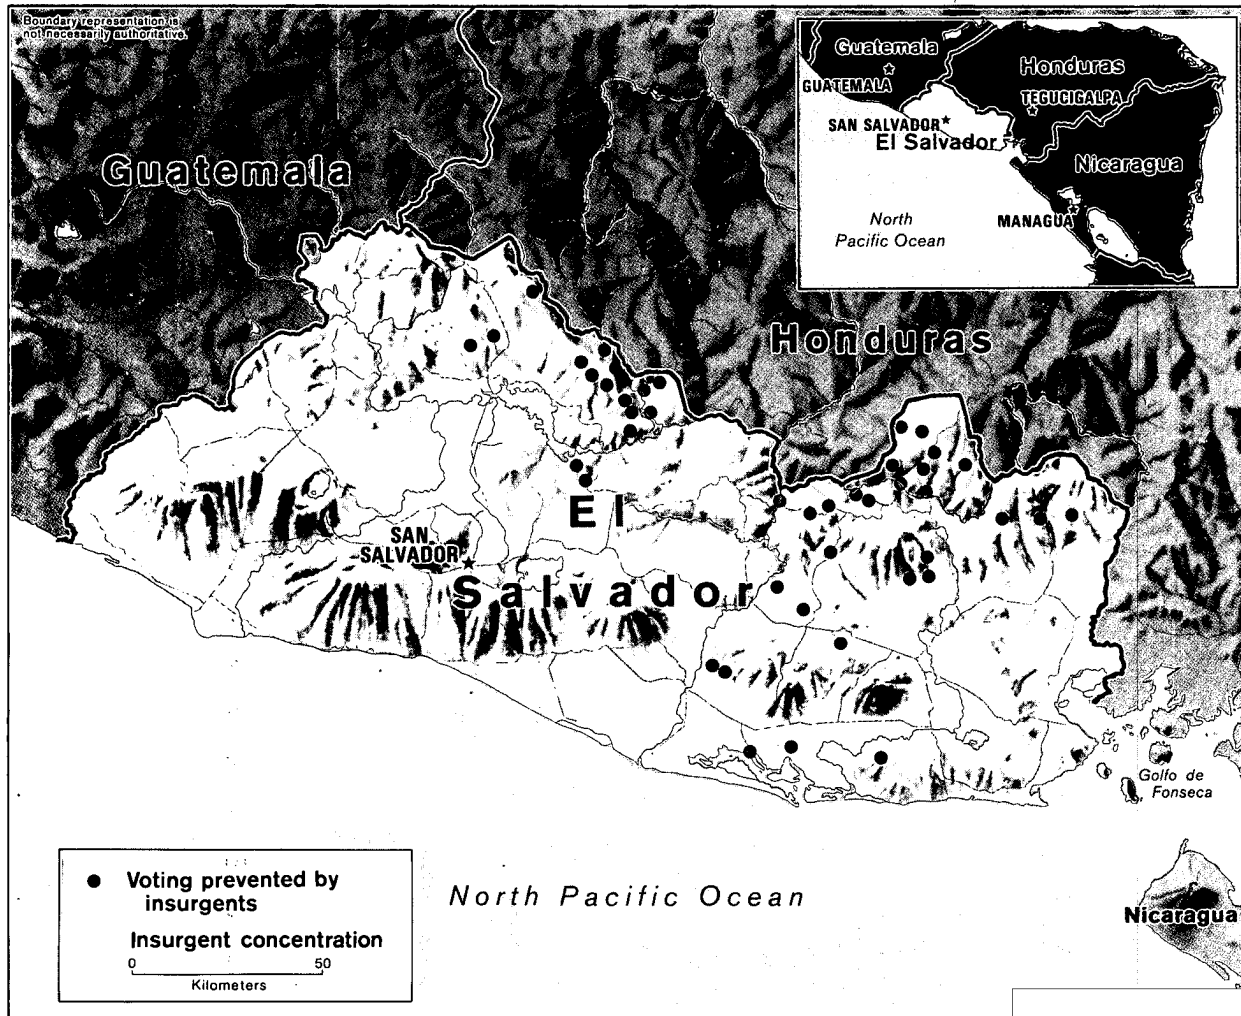 Boundary representation is
not necessarily authoritative.
Guatemala
Honduras
El
Salvador
SAN
SALVADOR
Golfo de
Fonseca
North Pacific Ocean
Nicaragua
Guatemala
GUATEMALA
Honduras
TEGUCIGALPA
SAN SALVADOR
El Salvador
Nicaragua
MANAGUA
North
Pacific Ocean
Voting prevented by
insurgents
Insurgent concentration
0 50
Kilometers